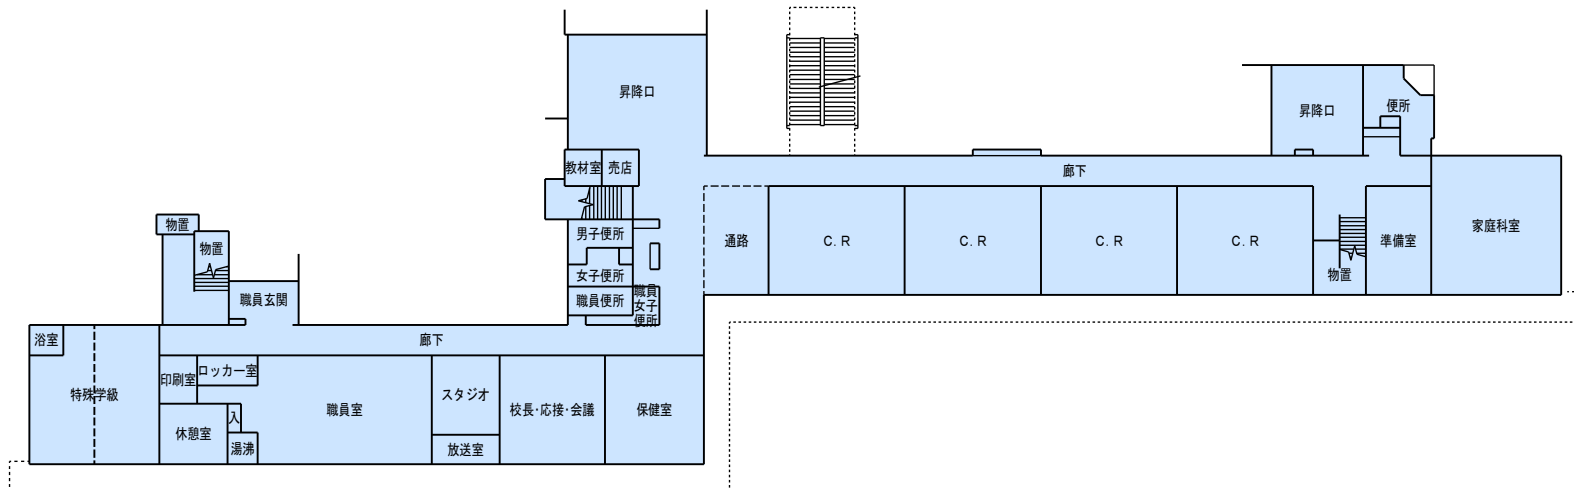 昇降口
昇降口
便所
教材室
売店
廊下
物置
男子便所
家庭科室
通路
C.R
C.R
C.R
C.R
準備室
物置
女子便所
物置
職員玄関
職員便所
職員
女子
便所
浴室
廊下
印刷室
ロッカー室
特殊学級
スタジオ
職員室
校長・応接・会議
保健室
入
休憩室
湯沸
放送室